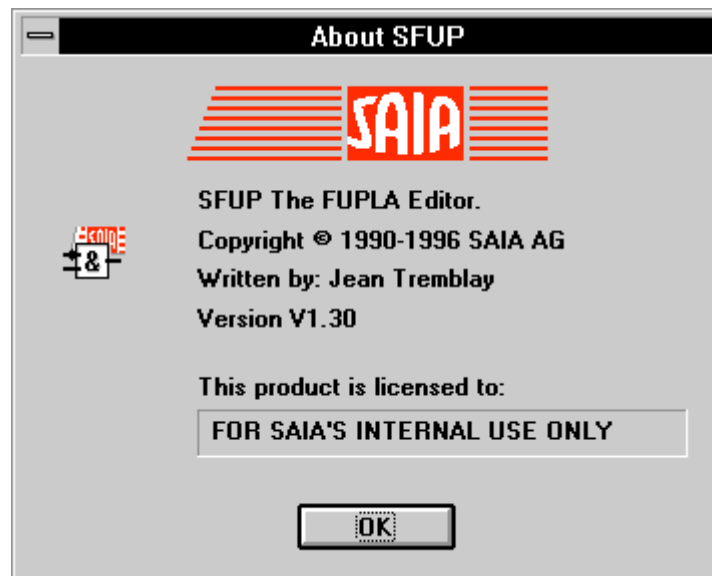 About SFUP
SAIA
SFUP The FUPLA Editor.
SAIA
&
Copyright © 1990-1996 SAIA AG
Written by: Jean Tremblay
Version V1.30
This product is licensed to:
FOR SAIA'S INTERNAL USE ONLY
OK